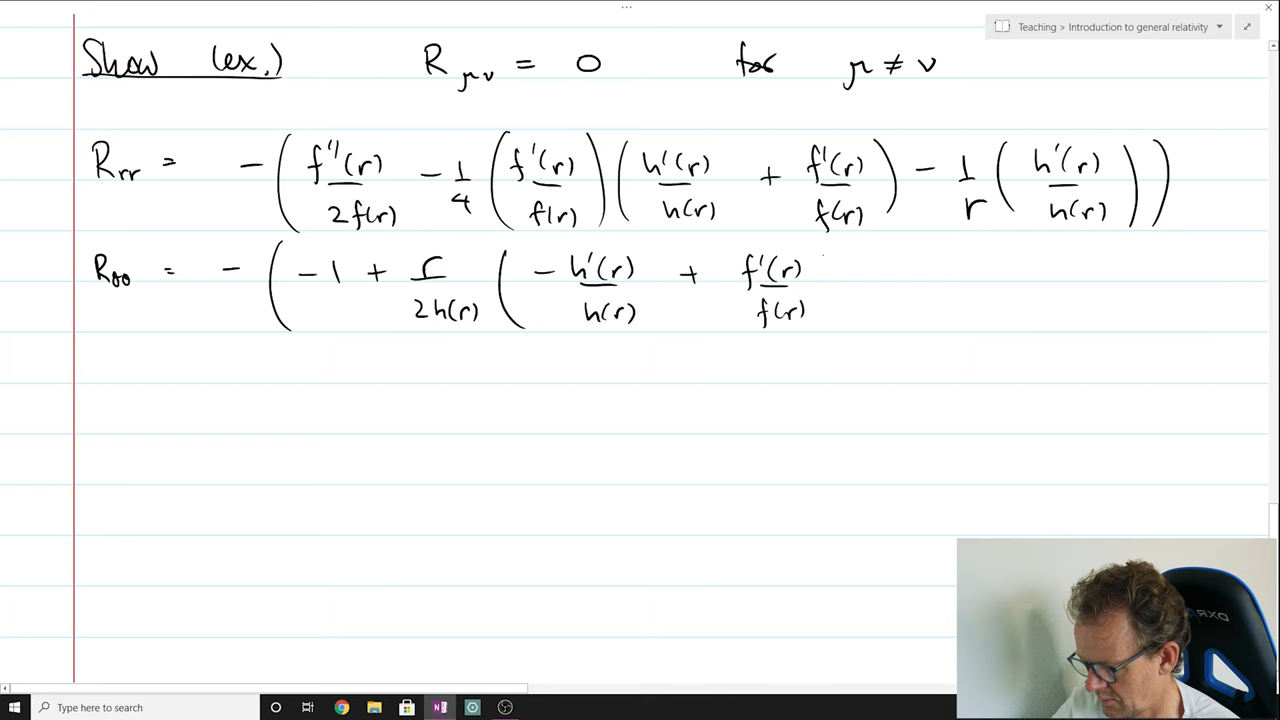 Teaching > Introduction to general relativity
Show (ex.) R_μν = 0 for μ ≠ ν
R_rr = - ( f''(r)/2f(r) - 1/4 ( f'(r)/f(r) ) ( h'(r)/h(r) + f'(r)/f(r) ) - 1/r ( h'(r)/h(r) ) )
R_θθ = - ( -1 + r/2h(r) ( - h'(r)/h(r) + f'(r)/f(r)
DXR
Type here to search